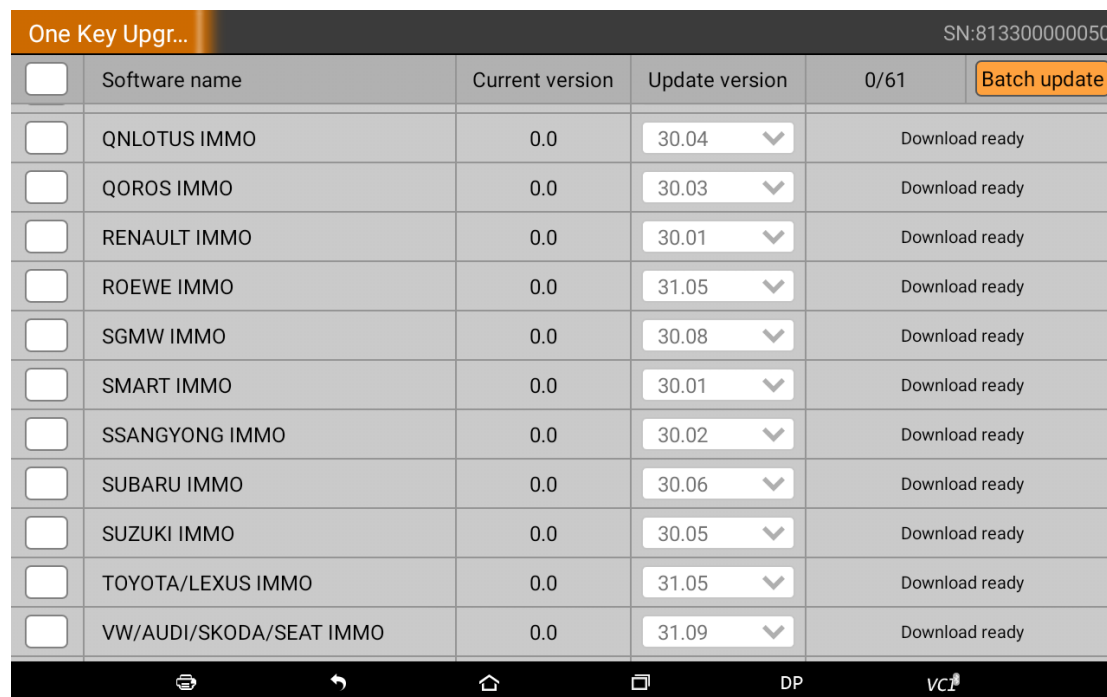 One Key Upgr... SN:813300000050
Software name Current version Update version 0/61 Batch update
QNLOTUS IMMO 0.0 30.04 Download ready
QOROS IMMO 0.0 30.03 Download ready
RENAULT IMMO 0.0 30.01 Download ready
ROEWE IMMO 0.0 31.05 Download ready
SGMW IMMO 0.0 30.08 Download ready
SMART IMMO 0.0 30.01 Download ready
SSANGYONG IMMO 0.0 30.02 Download ready
SUBARU IMMO 0.0 30.06 Download ready
SUZUKI IMMO 0.0 30.05 Download ready
TOYOTA/LEXUS IMMO 0.0 31.05 Download ready
VW/AUDI/SKODA/SEAT IMMO 0.0 31.09 Download ready
DP VCI